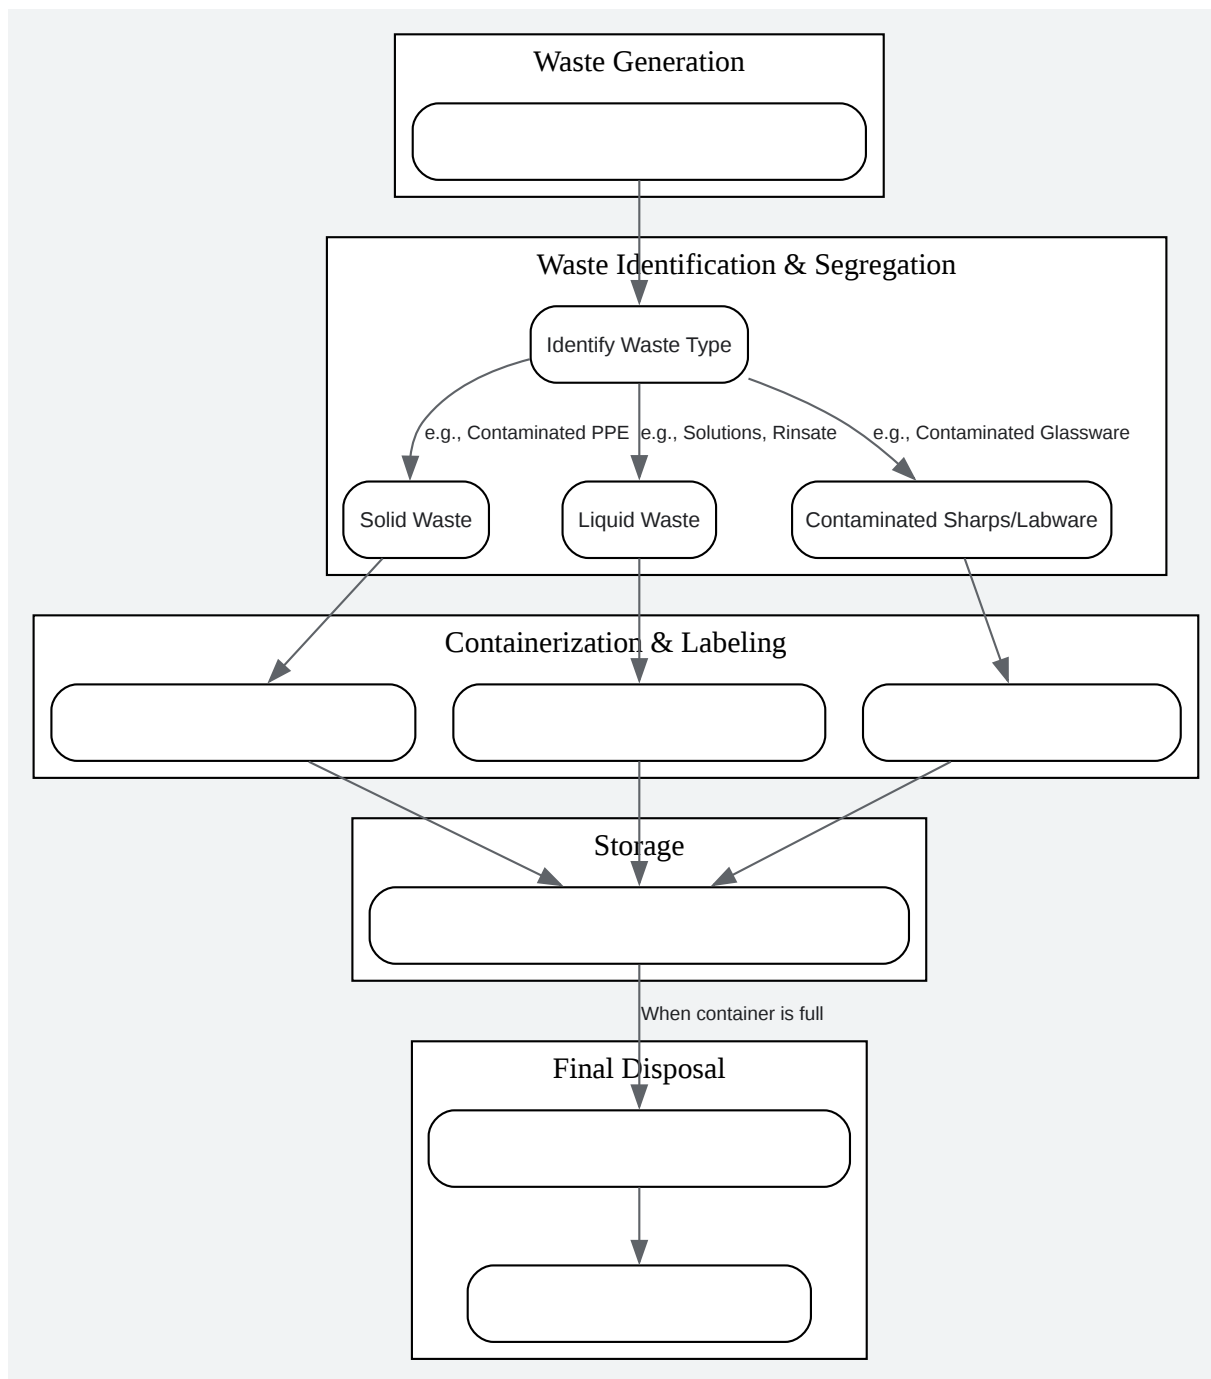 Waste Generation
Waste Identification & Segregation
Identify Waste Type
e.g., Contaminated PPE
e.g., Solutions, Rinsate
e.g., Contaminated Glassware
Solid Waste
Liquid Waste
Contaminated Sharps/Labware
Containerization & Labeling
Storage
When container is full
Final Disposal